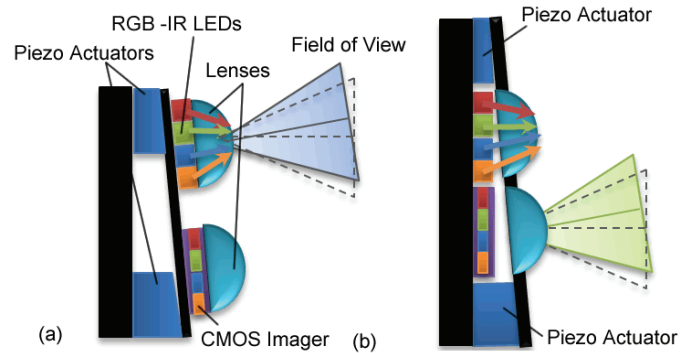 RGB -IR LEDs
Piezo Actuators
Lenses
Field of View
(a)
CMOS Imager
Piezo Actuator
(b)
Piezo Actuator